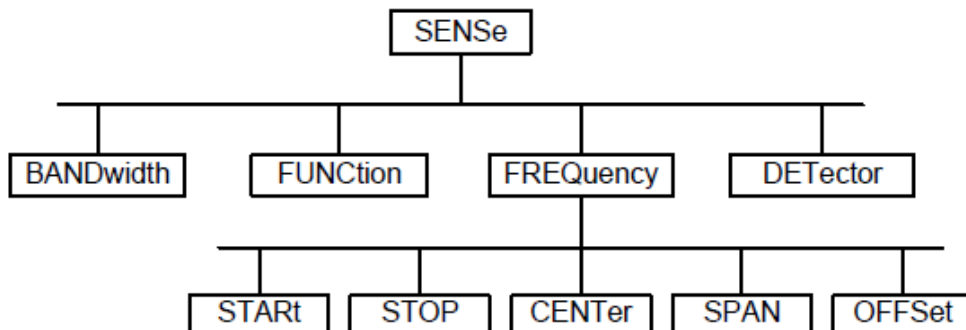 SENSe
BANDwidth FUNCtion FREQuency DETector
STARt STOP CENTer SPAN OFFSet